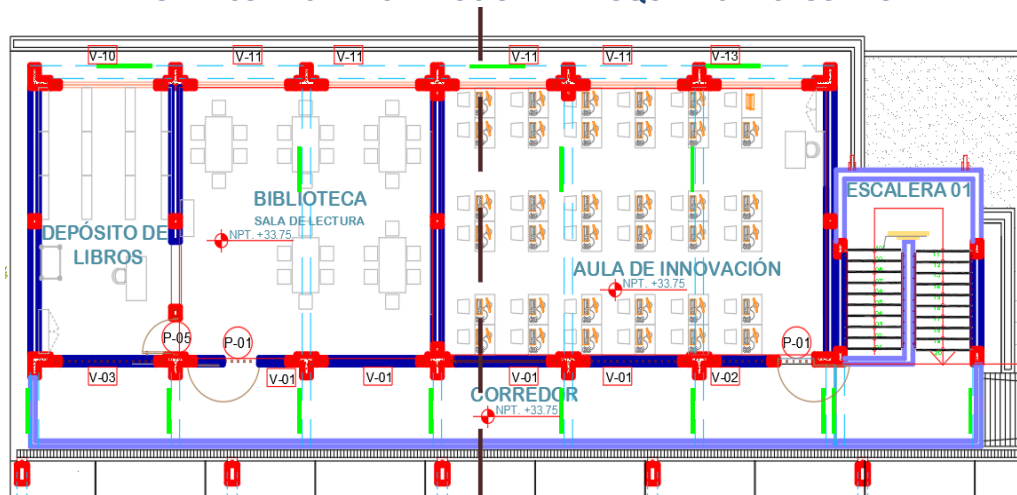 V-10
V-11
V-11
V-11
V-11
V-13
ESCALERA 01
BIBLIOTECA
SALA DE LECTURA
NPT. +33.75
DEPÓSITO DE
LIBROS
AULA DE INNOVACIÓN
NPT. +33.75
P-05
P-01
P-01
V-03
V-01
V-01
V-01
V-01
V-02
CORREDOR
NPT. +33.75